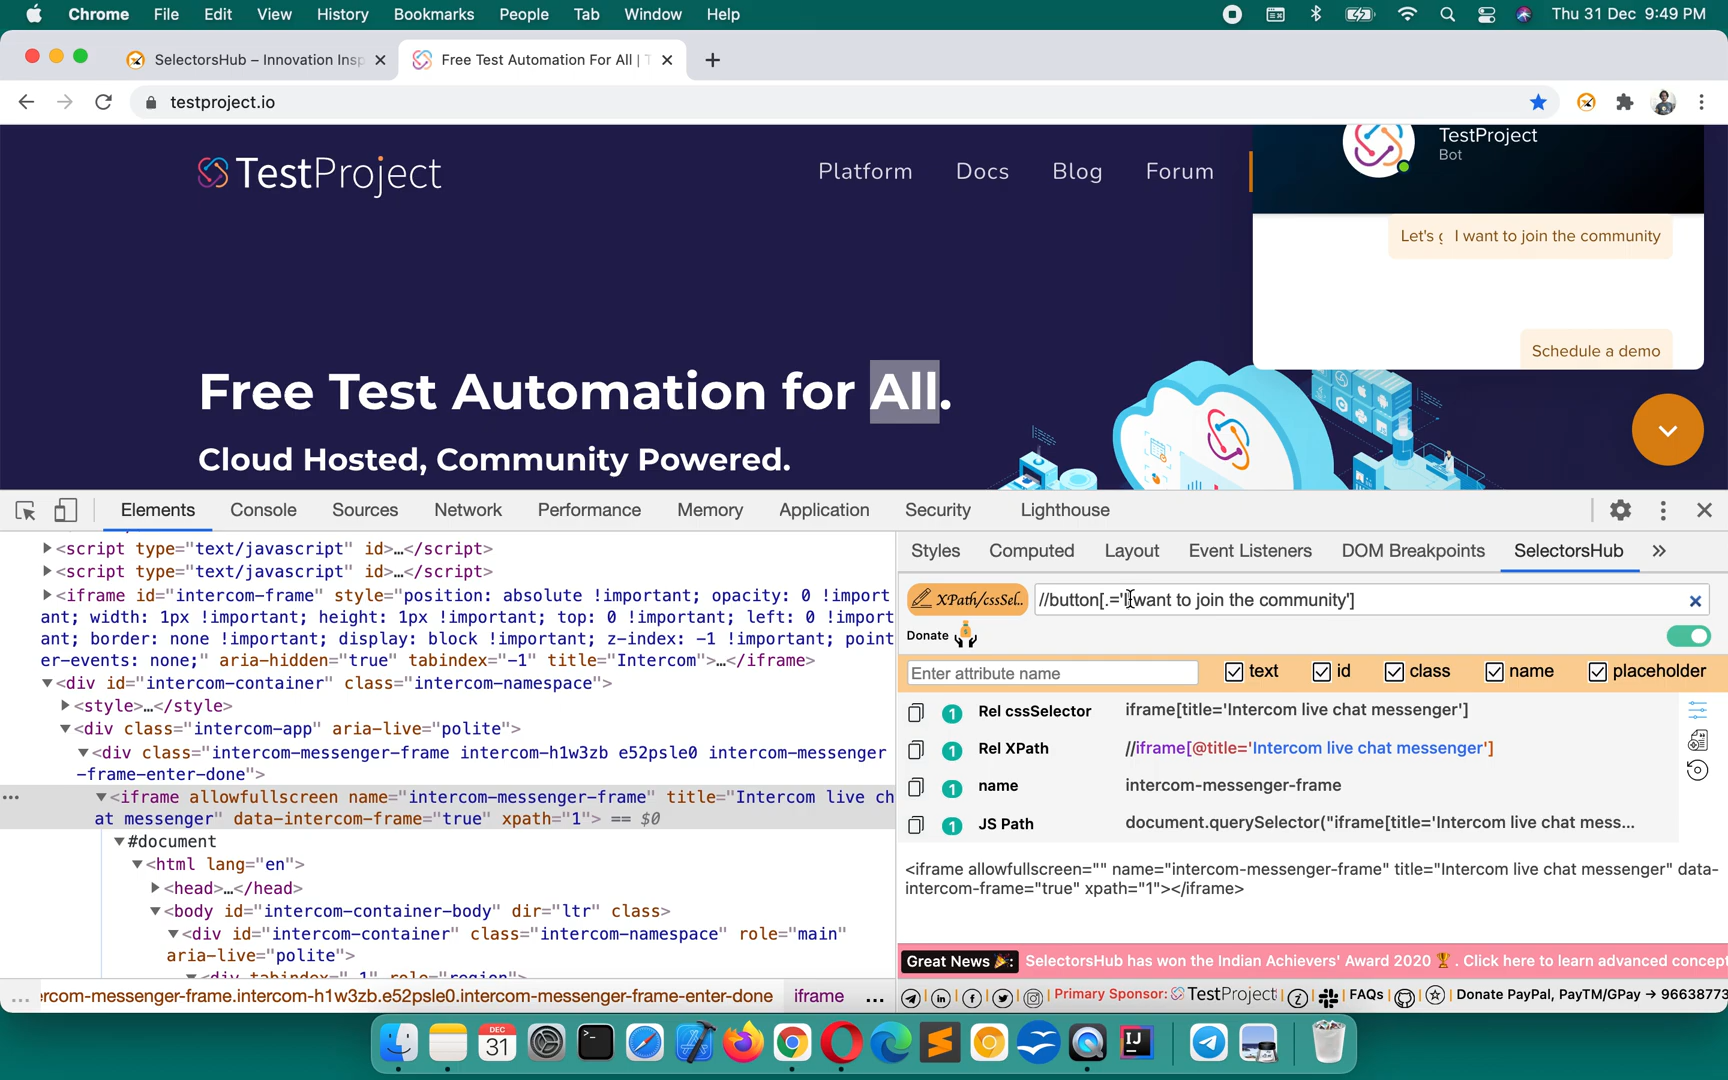 Chrome File Edit View History Bookmarks People Tab Window Help Thu 31 Dec 9:49 PM
SelectorsHub – Innovation Insp
Free Test Automation For All | T
testproject.io
TestProject
Platform Docs Blog Forum
TestProject
Bot
Let's g I want to join the community
Schedule a demo
Free Test Automation for All.
Cloud Hosted, Community Powered.
Elements Console Sources Network Performance Memory Application Security Lighthouse
<script type="text/javascript" id>…</script>
<script type="text/javascript" id>…</script>
<iframe id="intercom-frame" style="position: absolute !important; opacity: 0 !import
ant; width: 1px !important; height: 1px !important; top: 0 !important; left: 0 !import
ant; border: none !important; display: block !important; z-index: -1 !important; point
er-events: none;" aria-hidden="true" tabindex="-1" title="Intercom">…</iframe>
<div id="intercom-container" class="intercom-namespace">
<style>…</style>
<div class="intercom-app" aria-live="polite">
<div class="intercom-messenger-frame intercom-h1w3zb e52psle0 intercom-messenger
-frame-enter-done">
<iframe allowfullscreen name="intercom-messenger-frame" title="Intercom live ch
at messenger" data-intercom-frame="true" xpath="1"> == $0
#document
<html lang="en">
<head>…</head>
<body id="intercom-container-body" dir="ltr" class>
<div id="intercom-container" class="intercom-namespace" role="main"
aria-live="polite">
<div tabindex="-1" role="region">
… ercom-messenger-frame.intercom-h1w3zb.e52psle0.intercom-messenger-frame-enter-done iframe …
Styles Computed Layout Event Listeners DOM Breakpoints SelectorsHub »
XPath/cssSel.. //button[.='I want to join the community']
Donate
Enter attribute name text id class name placeholder
1 Rel cssSelector iframe[title='Intercom live chat messenger']
1 Rel XPath //iframe[@title='Intercom live chat messenger']
1 name intercom-messenger-frame
1 JS Path document.querySelector("iframe[title='Intercom live chat mess...
<iframe allowfullscreen="" name="intercom-messenger-frame" title="Intercom live chat messenger" data-
intercom-frame="true" xpath="1"></iframe>
Great News : SelectorsHub has won the Indian Achievers' Award 2020 . Click here to learn advanced concept
Primary Sponsor: TestProject FAQs Donate PayPal, PayTM/GPay → 96638773
DEC
31
IJ